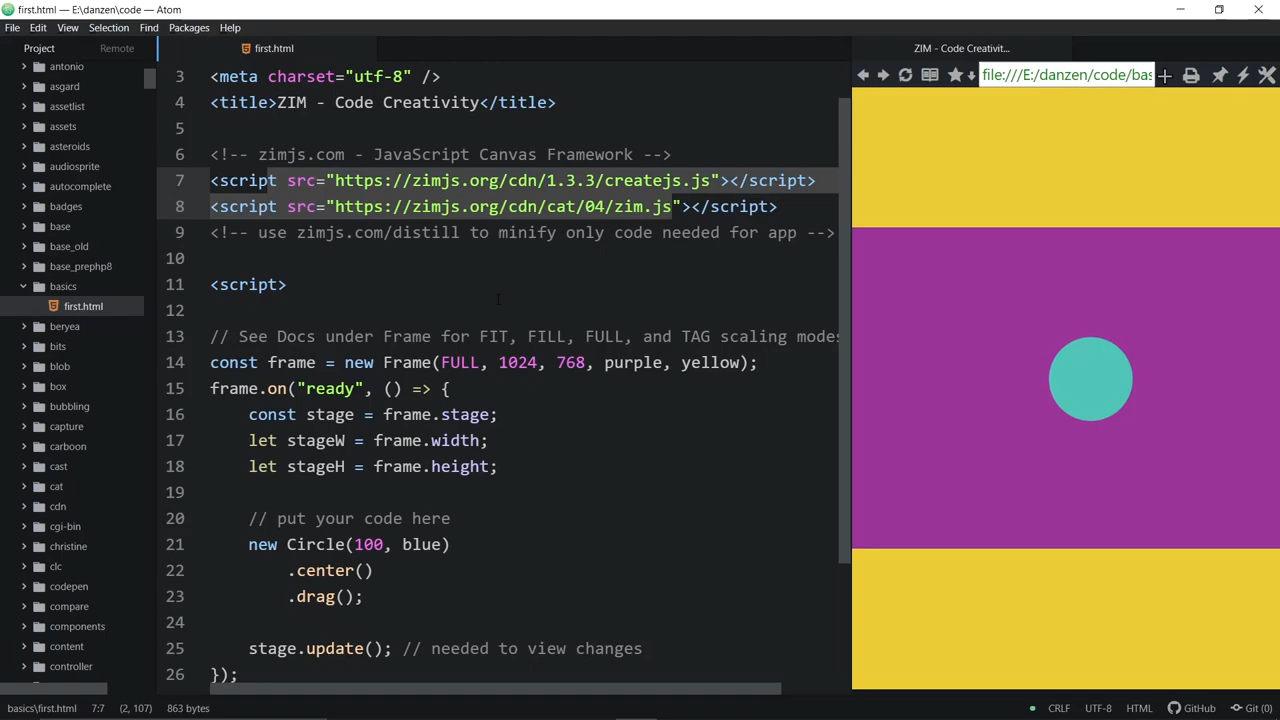 first.html — E:\danzen\code — Atom
File Edit View Selection Find Packages Help
Project Remote
first.html
ZIM - Code Creativit...
file:///E:/danzen/code/bas
antonio
asgard
assetlist
assets
asteroids
audiosprite
autocomplete
badges
base
base_old
base_prephp8
basics
first.html
beryea
bits
blob
box
bubbling
capture
carboon
cast
cat
cdn
cgi-bin
christine
clc
codepen
compare
components
content
controller
3 <meta charset="utf-8" />
4 <title>ZIM - Code Creativity</title>
5
6 <!-- zimjs.com - JavaScript Canvas Framework -->
7 <script src="https://zimjs.org/cdn/1.3.3/createjs.js"></script>
8 <script src="https://zimjs.org/cdn/cat/04/zim.js"></script>
9 <!-- use zimjs.com/distill to minify only code needed for app -->
10
11 <script>
12
13 // See Docs under Frame for FIT, FILL, FULL, and TAG scaling modes
14 const frame = new Frame(FULL, 1024, 768, purple, yellow);
15 frame.on("ready", () => {
16 const stage = frame.stage;
17 let stageW = frame.width;
18 let stageH = frame.height;
19
20 // put your code here
21 new Circle(100, blue)
22 .center()
23 .drag();
24
25 stage.update(); // needed to view changes
26 });
basics\first.html 7:7 (2, 107) 863 bytes CRLF UTF-8 HTML GitHub Git (0)